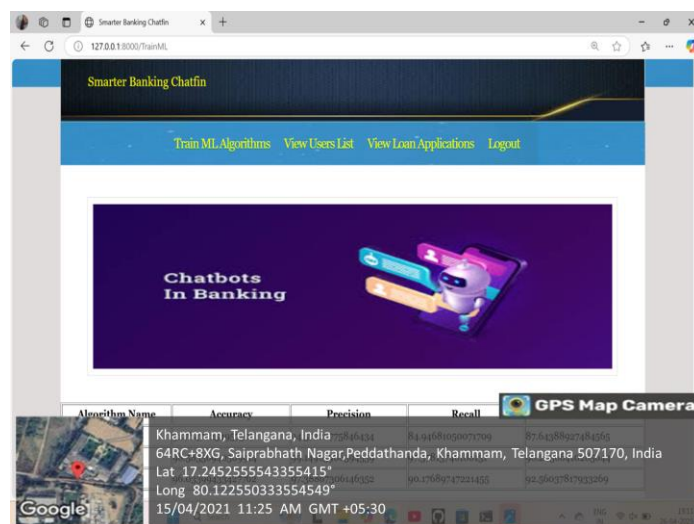 Smarter Banking Chatfin
127.0.0.1:8000/TrainML
Smarter Banking Chatfin
Train ML Algorithms View Users List View Loan Applications Logout
Chatbots
In Banking
Algorithm Name Accuracy Precision Recall
84.94681050071709 87.64388927484565
90.17689747221455 92.56037817953269
GPS Map Camera
Khammam, Telangana, India
64RC+8XG, Saiprabhath Nagar,Peddathanda, Khammam, Telangana 507170, India
Lat 17.2452555543355415°
Long 80.122550333554549°
15/04/2021 11:25 AM GMT +05:30
Google
ENG